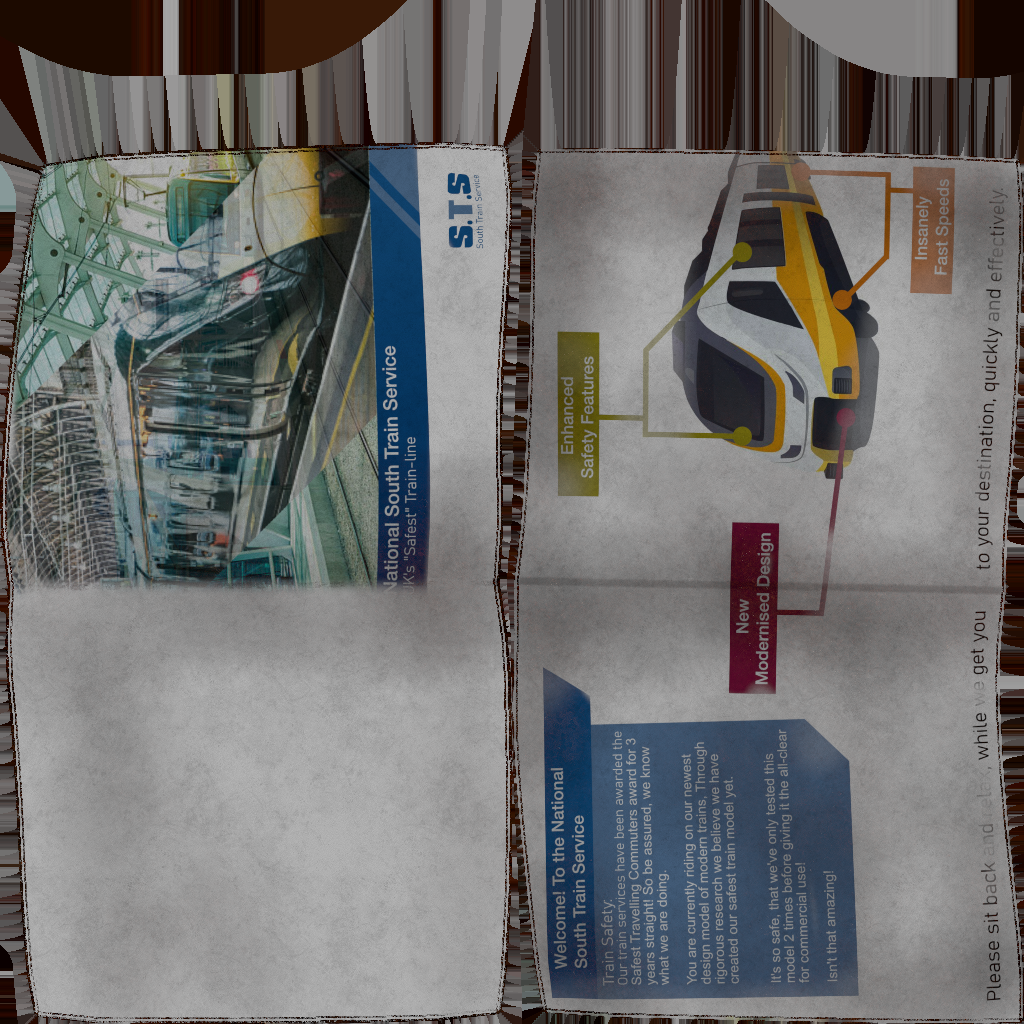 National South Train Service
UK's "Safest" Train-line
S.T.S
South Train Service
Welcome! To the National
South Train Service
Train Safety:
Our train services have been awarded the
Safest Travelling Commuters award for 3
years straight! So be assured, we know
what we are doing.
You are currently riding on our newest
design model of modern trains, Through
rigorous research we believe we have
created our safest train model yet.
It's so safe, that we've only tested this
model 2 times before giving it the all-clear
for commercial use!
Isn't that amazing!
Enhanced
Safety Features
New
Modernised Design
Insanely
Fast Speeds
Please sit back and relax, while we get you to your destination, quickly and effectively.